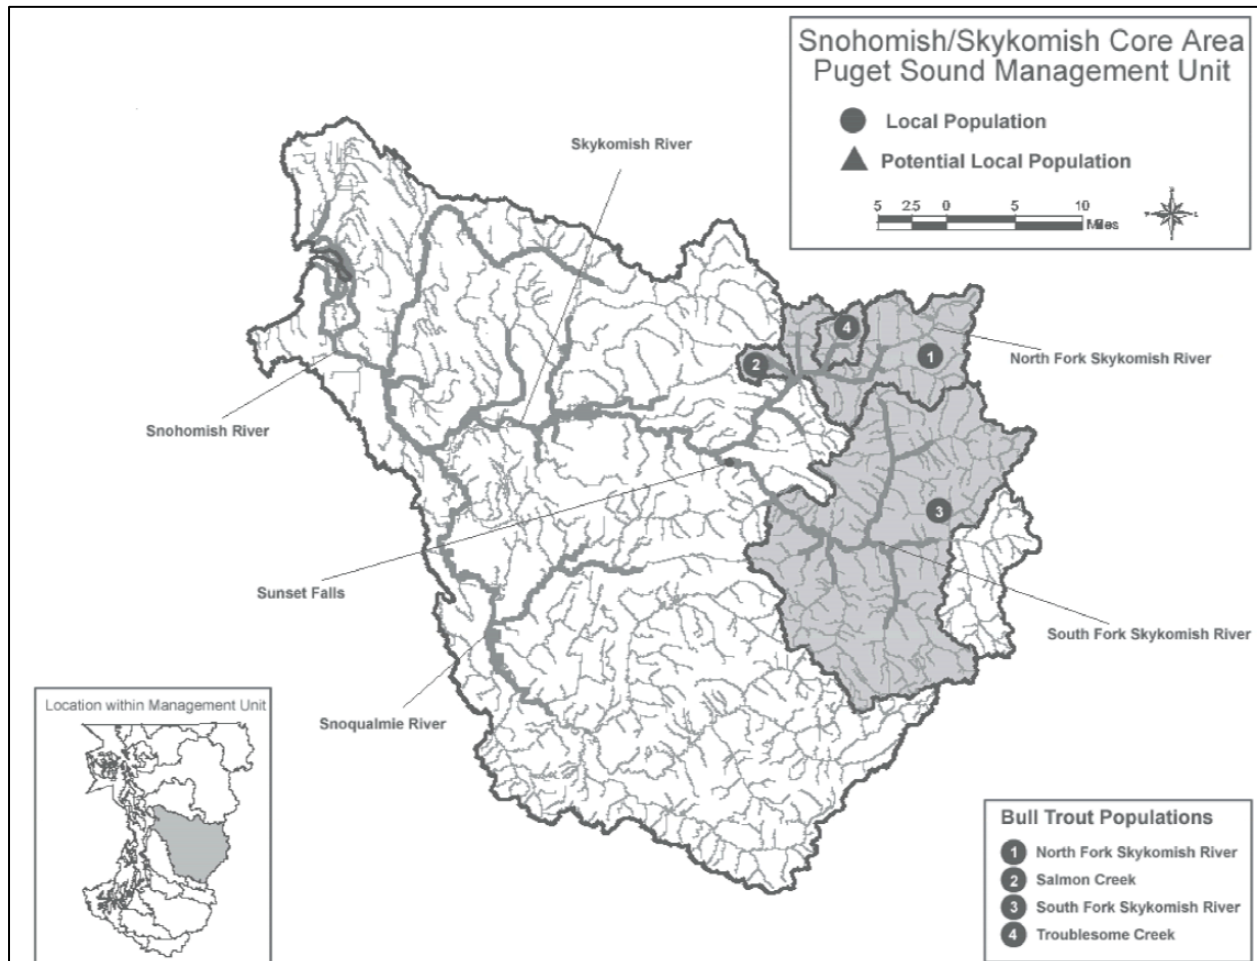 Snohomish/Skykomish Core Area
Puget Sound Management Unit
Local Population
Potential Local Population
5 2.5 0 5 10
Skykomish River
4
2
1
North Fork Skykomish River
Snohomish River
3
Sunset Falls
South Fork Skykomish River
Snoqualmie River
Location within Management Unit
Bull Trout Populations
1 North Fork Skykomish River
2 Salmon Creek
3 South Fork Skykomish River
4 Troublesome Creek